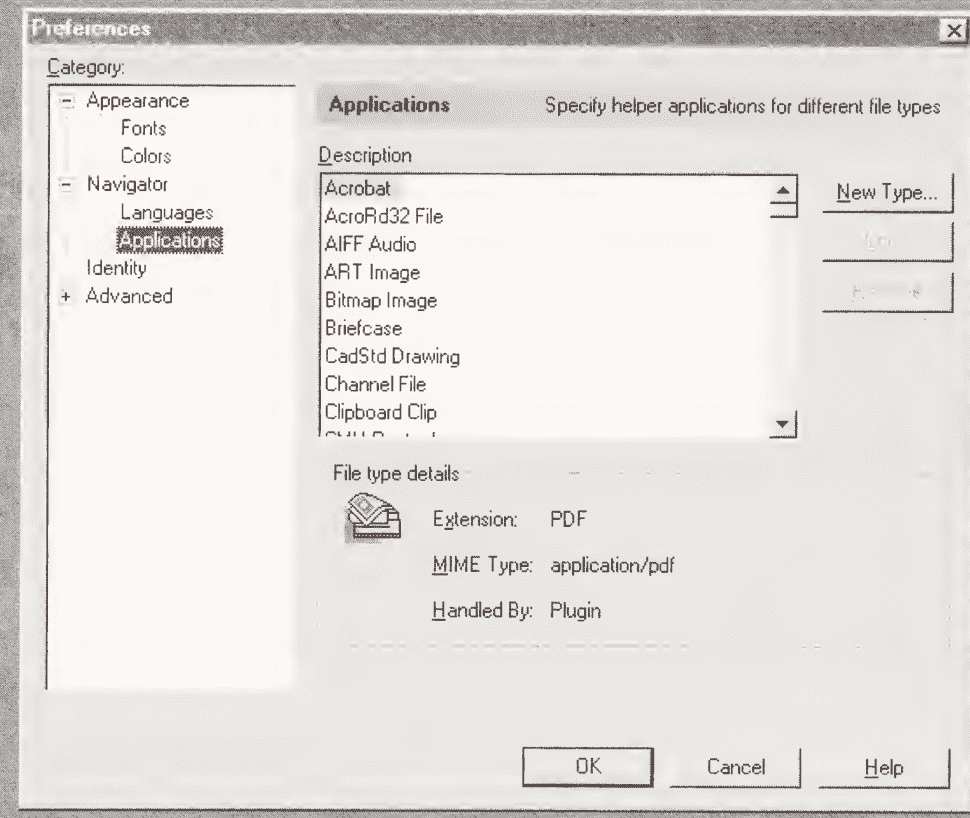 Preferences
Category:
Appearance
Fonts
Colors
Navigator
Languages
Applications
Identity
Advanced
Applications
Specify helper applications for different file types
Description
Acrobat
AcroRd32 File
AIFF Audio
ART Image
Bitmap Image
Briefcase
CadStd Drawing
Channel File
Clipboard Clip
New Type...
File type details
Extension: PDF
MIME Type: application/pdf
Handled By: Plugin
OK
Cancel
Help